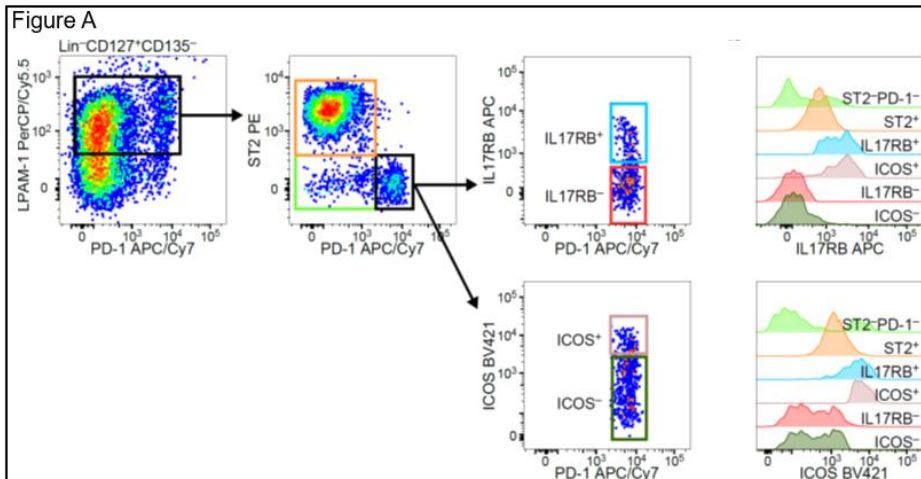 Figure A
Lin⁻CD127⁺CD135⁻
LPAM-1 PerCP/Cy5.5
10³
10²
0
0 10³ 10⁴ 10⁵
PD-1 APC/Cy7
ST2 PE
10⁴
10³
0
0 10³ 10⁴ 10⁵
PD-1 APC/Cy7
IL17RB APC
10⁵
10⁴
10³
0
IL17RB⁺
IL17RB⁻
0 10³ 10⁴ 10⁵
PD-1 APC/Cy7
ST2⁻PD-1⁻
ST2⁺
IL17RB⁺
ICOS⁺
IL17RB⁻
ICOS⁻
0 10³ 10⁴ 10⁵
IL17RB APC
ICOS BV421
10⁵
10⁴
10³
0
ICOS⁺
ICOS⁻
0 10³ 10⁴ 10⁵
PD-1 APC/Cy7
ST2⁻PD-1⁻
ST2⁺
IL17RB⁺
ICOS⁺
IL17RB⁻
ICOS⁻
0 10³ 10⁴ 10⁵
ICOS BV421